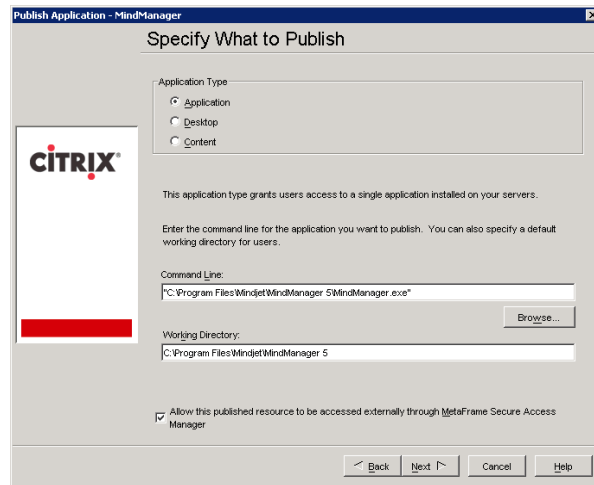 Publish Application - MindManager
Specify What to Publish
Application Type
Application
Desktop
Content
CITRIX®
This application type grants users access to a single application installed on your servers.
Enter the command line for the application you want to publish. You can also specify a default
working directory for users.
Command Line:
"C:\Program Files\Mindjet\MindManager 5\MindManager.exe"
Browse...
Working Directory:
C:\Program Files\Mindjet\MindManager 5
Allow this published resource to be accessed externally through MetaFrame Secure Access
Manager
Back Next Cancel Help